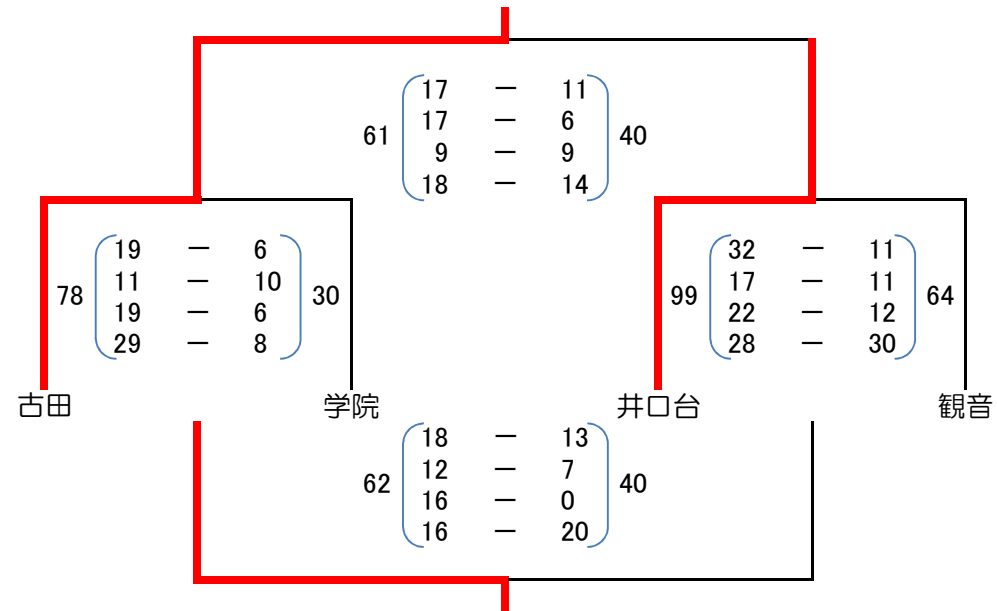 17 ー 11
17 ー 6
61 40
9 ー 9
18 ー 14
19 ー 6
11 ー 10
78 30
19 ー 6
29 ー 8
32 ー 11
17 ー 11
99 64
22 ー 12
28 ー 30
古田 学院 井口台 観音
18 ー 13
12 ー 7
62 40
16 ー 0
16 ー 20